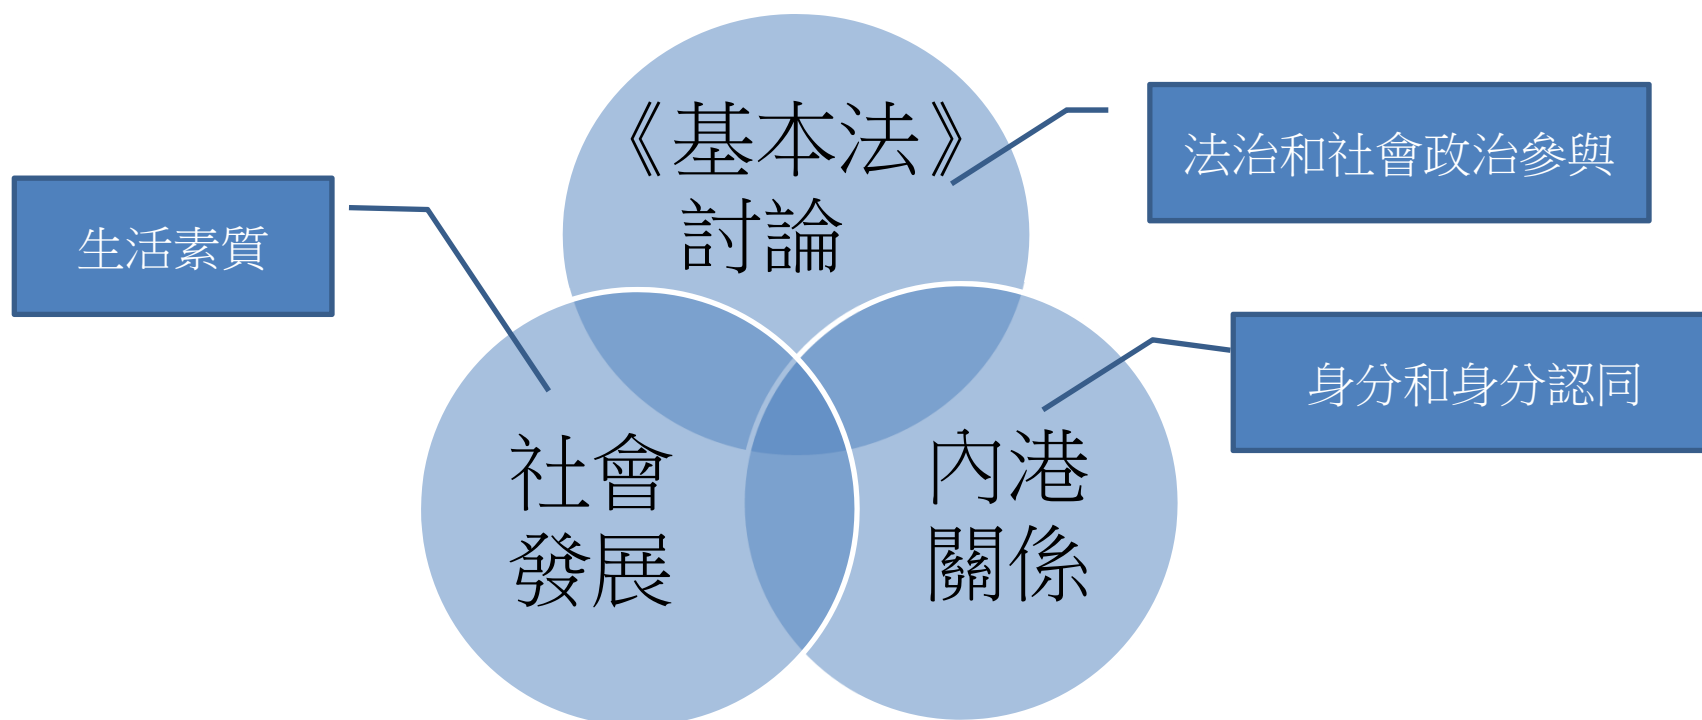 《基本法》
討論
法治和社會政治參與
生活素質
身分和身分認同
社會
發展
內港
關係